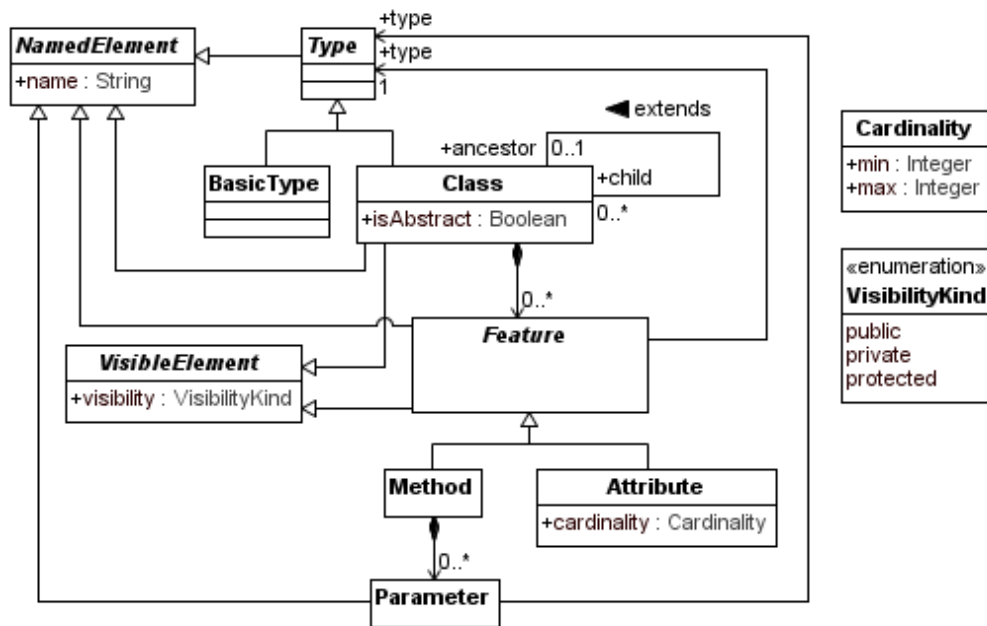 NamedElement
+name : String
Type
+type
+type
1
extends
+ancestor
0..1
+child
0..*
BasicType
Class
+isAbstract : Boolean
0..*
Feature
VisibleElement
+visibility : VisibilityKind
Method
Attribute
+cardinality : Cardinality
0..*
Parameter
Cardinality
+min : Integer
+max : Integer
«enumeration»
VisibilityKind
public
private
protected